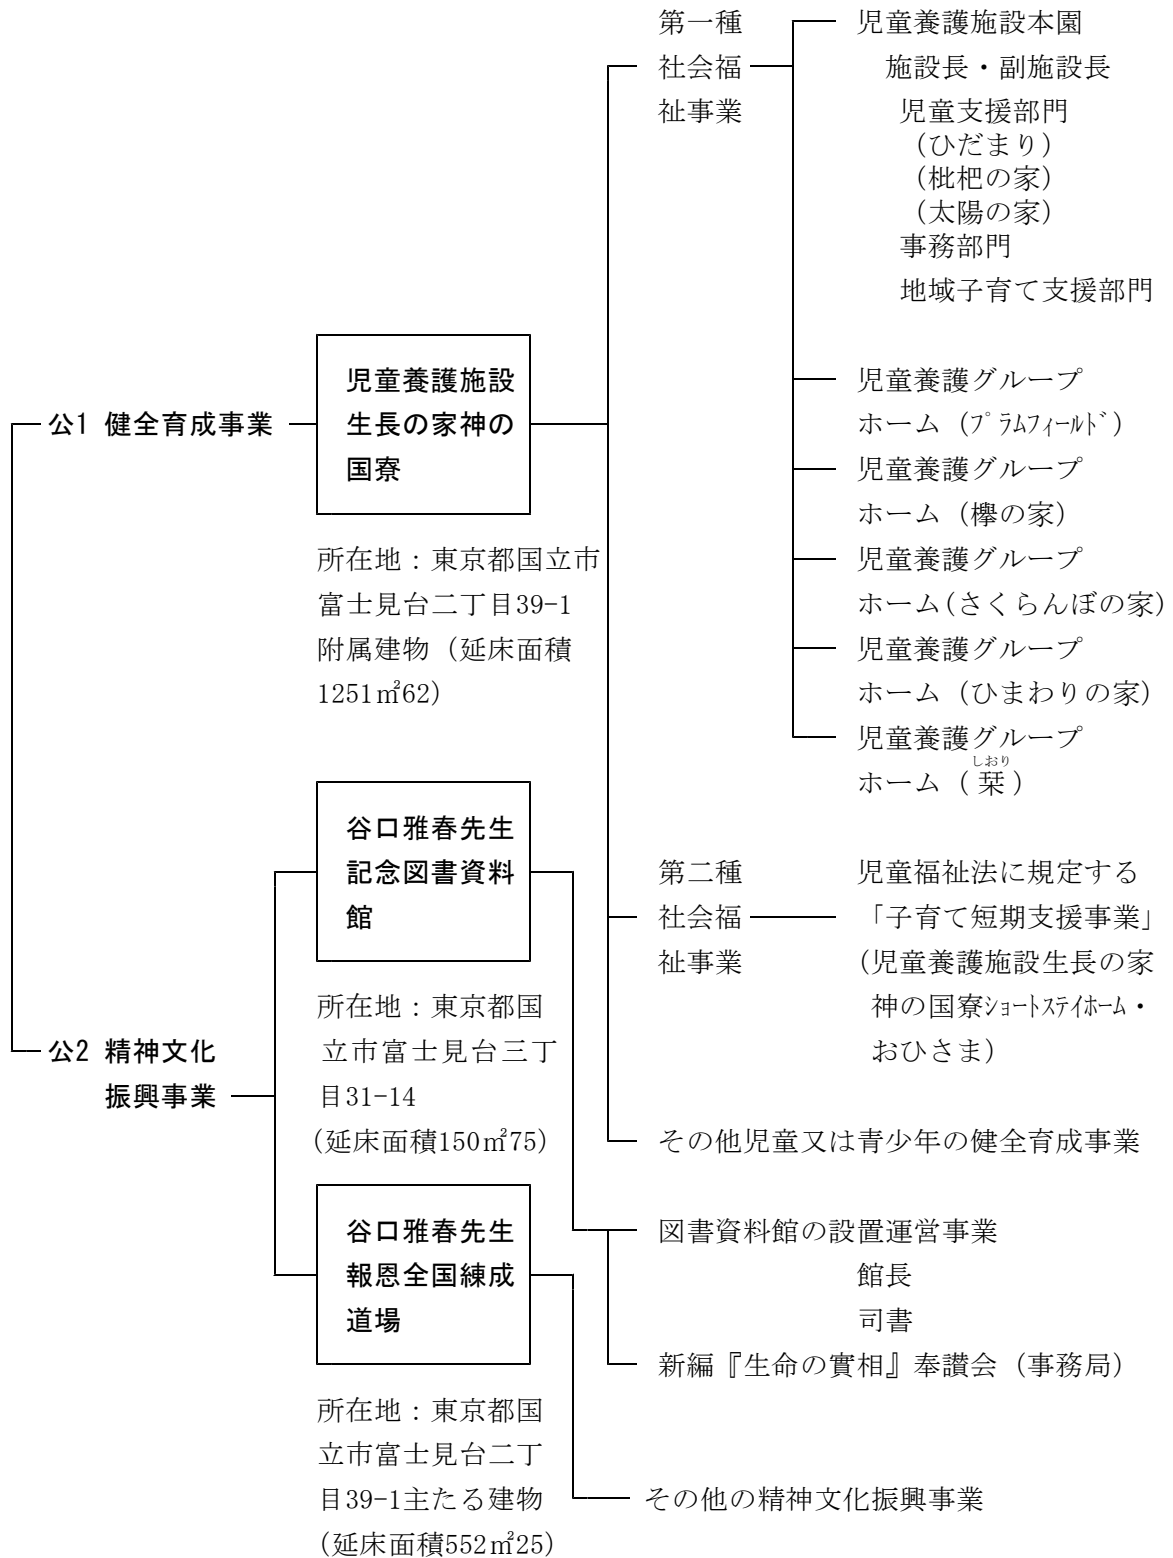 公1 健全育成事業
児童養護施設
生長の家神の
国寮
所在地：東京都国立市
富士見台二丁目39-1
附属建物（延床面積
1251㎡62）
第一種
社会福
祉事業
児童養護施設本園
施設長・副施設長
児童支援部門
（ひだまり）
（枇杷の家）
（太陽の家）
事務部門
地域子育て支援部門
児童養護グループ
ホーム（ﾌﾟﾗﾑﾌｨｰﾙﾄﾞ）
児童養護グループ
ホーム（欅の家）
児童養護グループ
ホーム(さくらんぼの家)
児童養護グループ
ホーム（ひまわりの家）
児童養護グループ
しおり
ホーム（栞）
第二種
社会福
祉事業
児童福祉法に規定する
「子育て短期支援事業」
（児童養護施設生長の家
神の国寮ｼｮｰﾄｽﾃｲﾎｰﾑ・
おひさま）
その他児童又は青少年の健全育成事業
公2 精神文化
振興事業
谷口雅春先生
記念図書資料
館
所在地：東京都国
立市富士見台三丁
目31-14
（延床面積150㎡75）
図書資料館の設置運営事業
館長
司書
新編『生命の實相』奉讃会（事務局）
谷口雅春先生
報恩全国練成
道場
所在地：東京都国
立市富士見台二丁
目39-1主たる建物
（延床面積552㎡25）
その他の精神文化振興事業